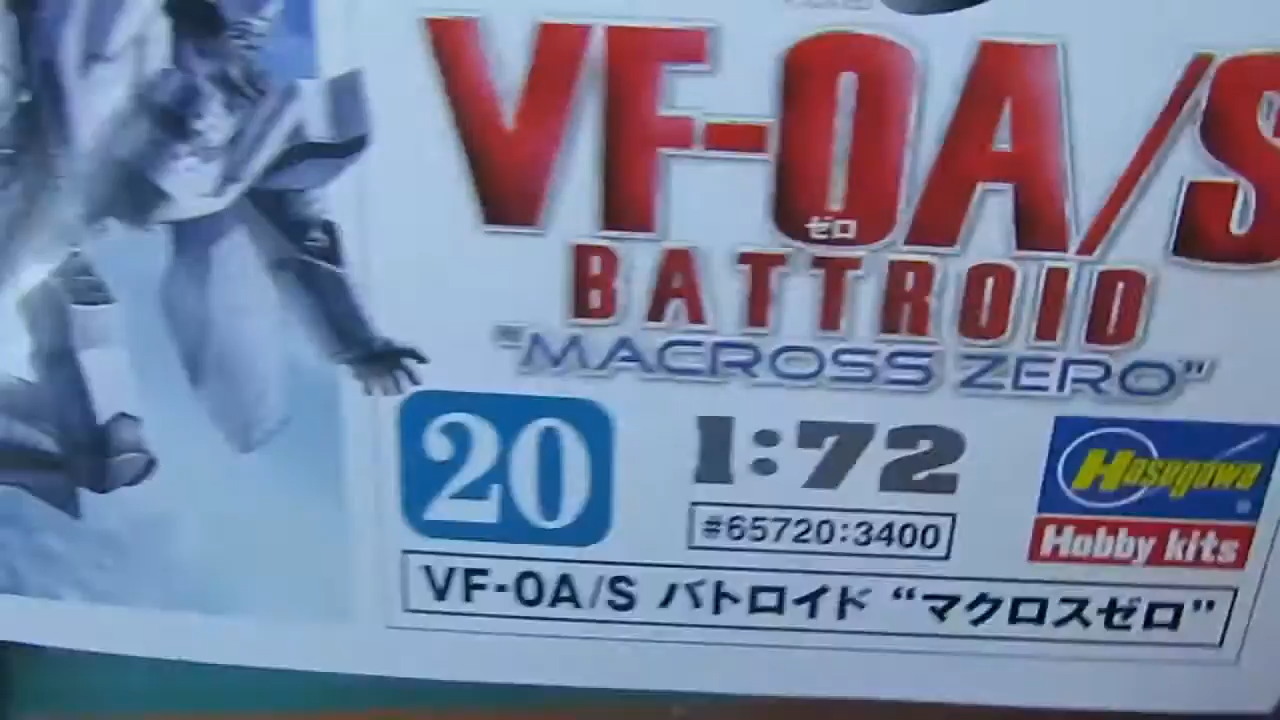 VF-0A/S
ゼロ
BATTROID
"MACROSS ZERO"
20
1:72
Hasegawa
#65720:3400
Hobby kits
VF-0A/S バトロイド “マクロスゼロ”